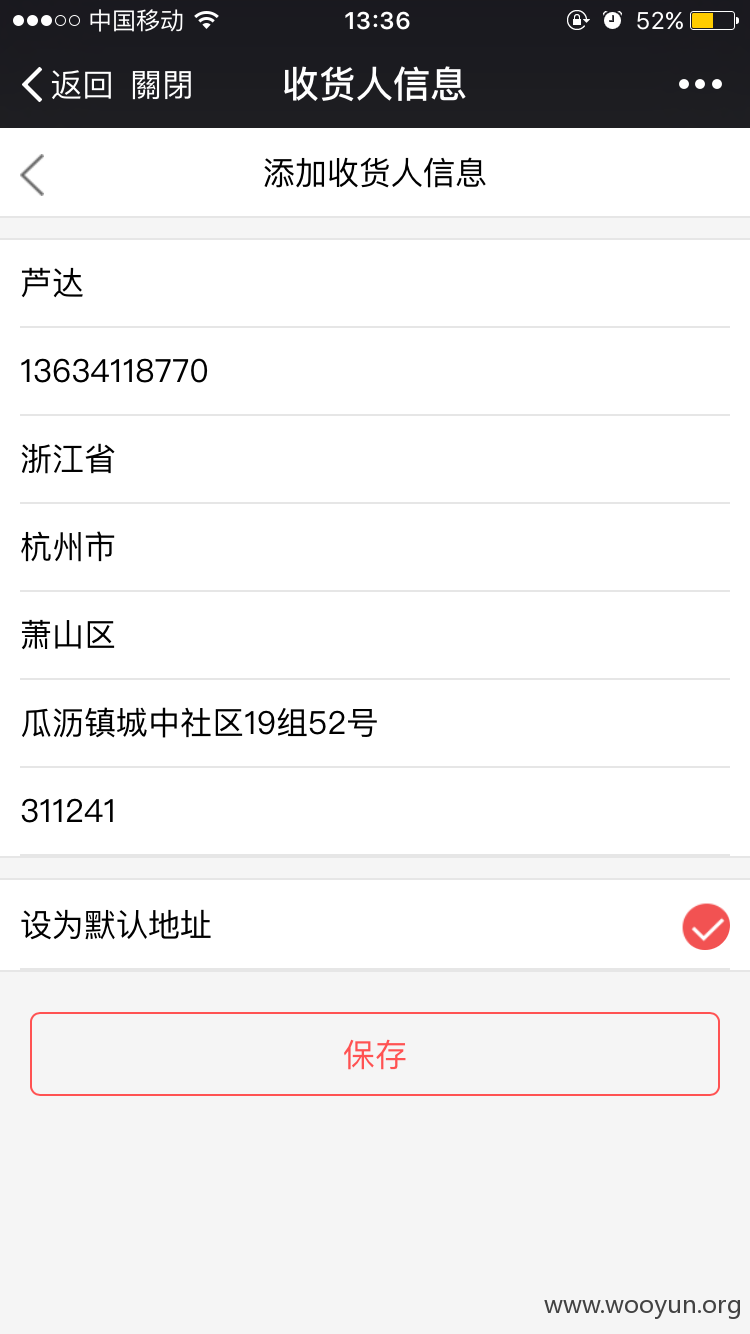 中国移动 13:36 52%
返回 關閉 收货人信息
添加收货人信息
芦达
13634118770
浙江省
杭州市
萧山区
瓜沥镇城中社区19组52号
311241
设为默认地址
保存
www.wooyun.org